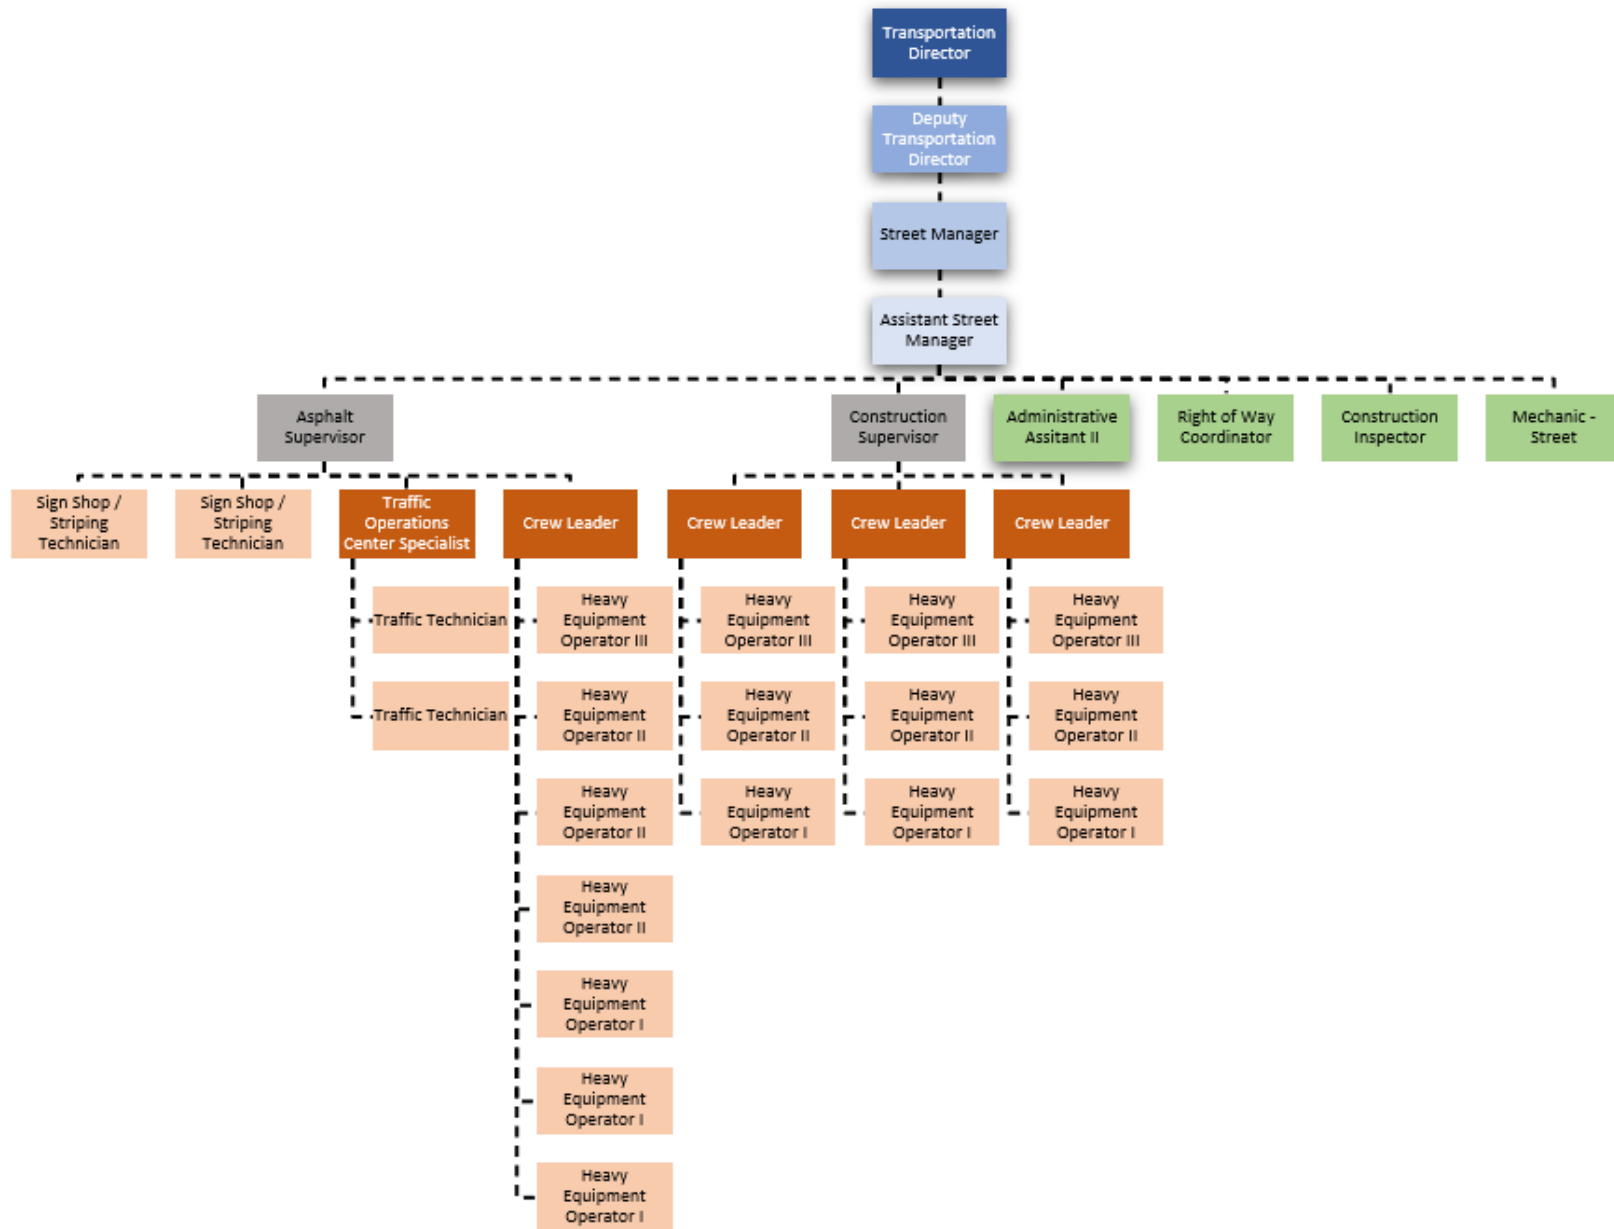 Transportation
Director
Deputy
Transportation
Director
Street Manager
Assistant Street
Manager
Asphalt
Supervisor
Construction
Supervisor
Administrative
Assitant II
Right of Way
Coordinator
Construction
Inspector
Mechanic -
Street
Sign Shop /
Striping
Technician
Sign Shop /
Striping
Technician
Traffic
Operations
Center Specialist
Crew Leader
Crew Leader
Crew Leader
Crew Leader
Traffic Technician
Heavy
Equipment
Operator III
Heavy
Equipment
Operator III
Heavy
Equipment
Operator III
Heavy
Equipment
Operator III
Traffic Technician
Heavy
Equipment
Operator II
Heavy
Equipment
Operator II
Heavy
Equipment
Operator II
Heavy
Equipment
Operator II
Heavy
Equipment
Operator II
Heavy
Equipment
Operator I
Heavy
Equipment
Operator I
Heavy
Equipment
Operator I
Heavy
Equipment
Operator II
Heavy
Equipment
Operator I
Heavy
Equipment
Operator I
Heavy
Equipment
Operator I